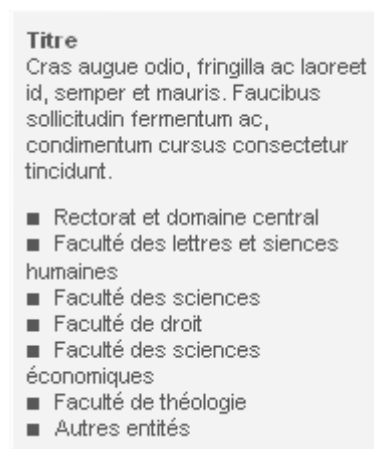 Titre
Cras augue odio, fringilla ac laoreet
id, semper et mauris. Faucibus
sollicitudin fermentum ac,
condimentum cursus consectetur
tincidunt.
■ Rectorat et domaine central
■ Faculté des lettres et siences
humaines
■ Faculté des sciences
■ Faculté de droit
■ Faculté des sciences
économiques
■ Faculté de théologie
■ Autres entités